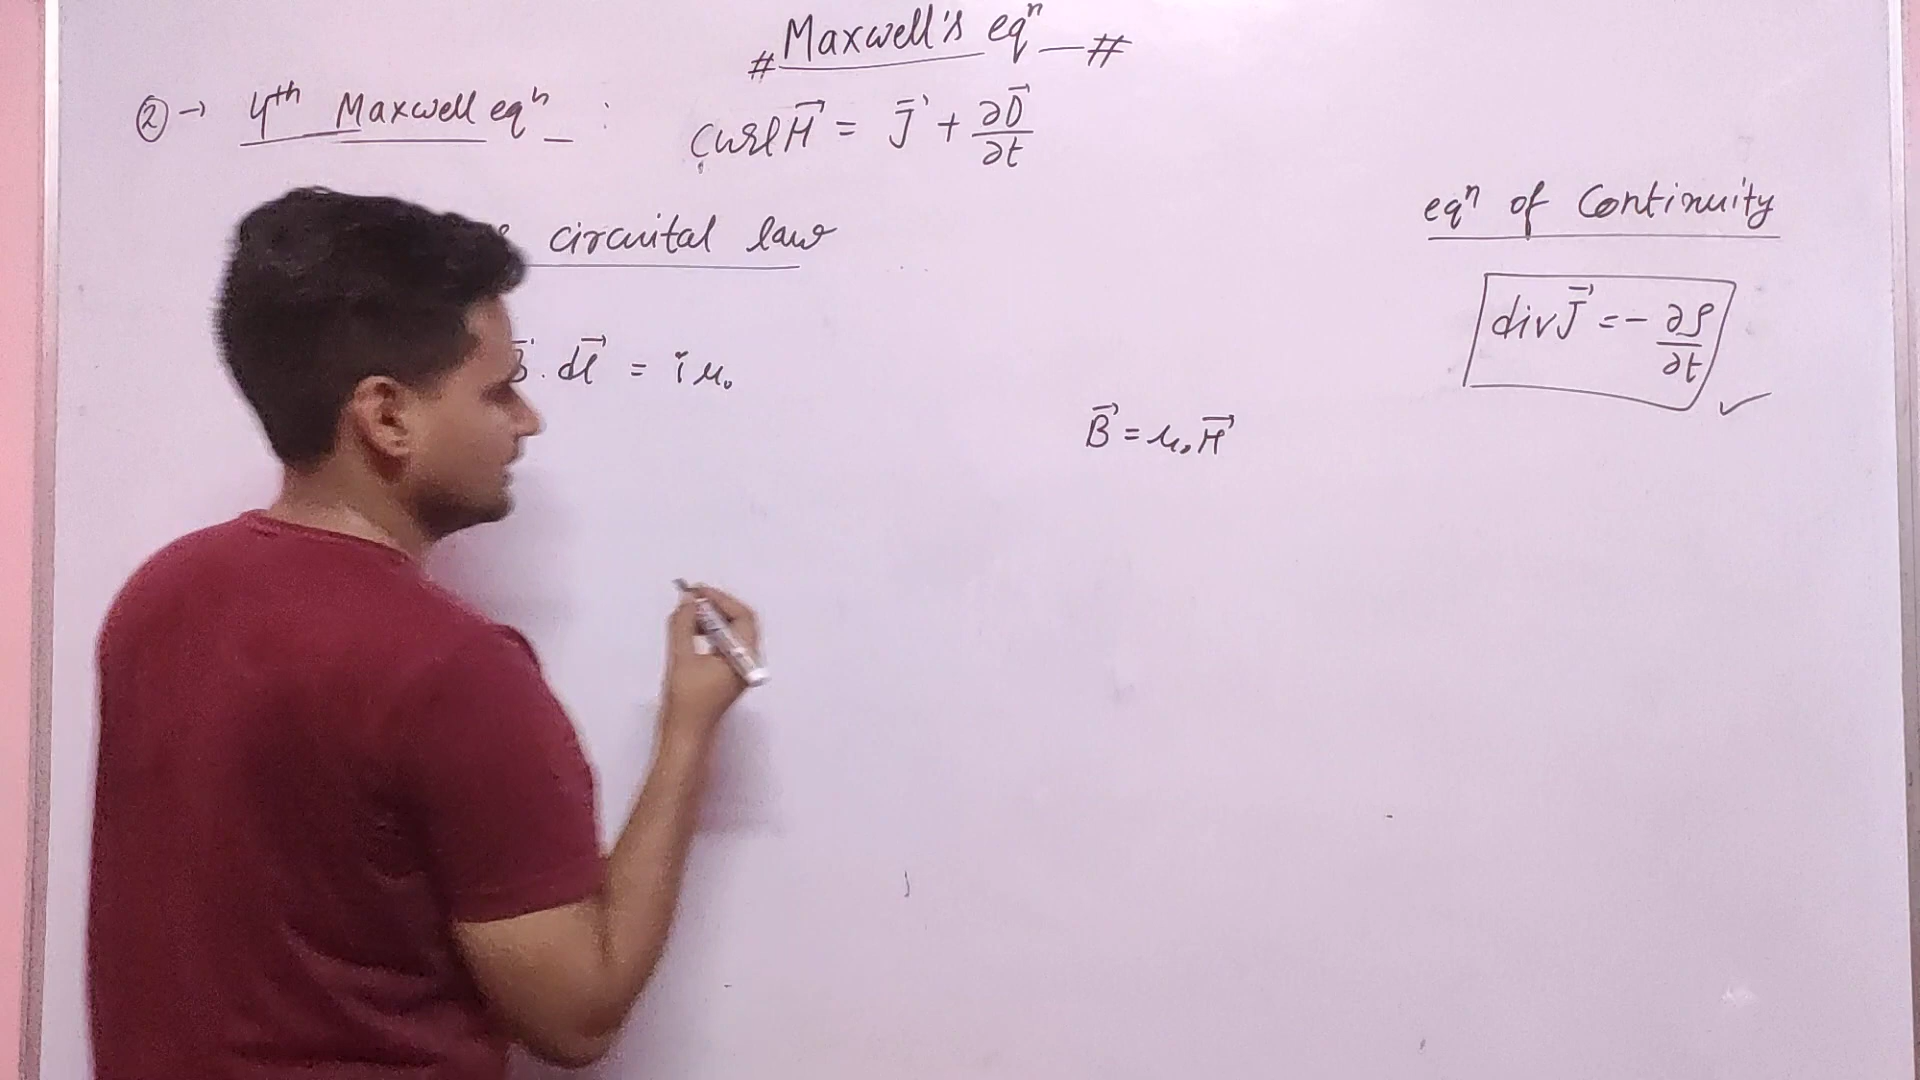 # Maxwell's eqⁿ —#
② → 4th Maxwell eqⁿ — : curl H⃗ = J⃗ + ∂D⃗/∂t
circuital law
eqⁿ of Continuity
div J⃗ = - ∂ρ/∂t ✓
. dl⃗ = i μ₀
B⃗ = μ₀ H⃗